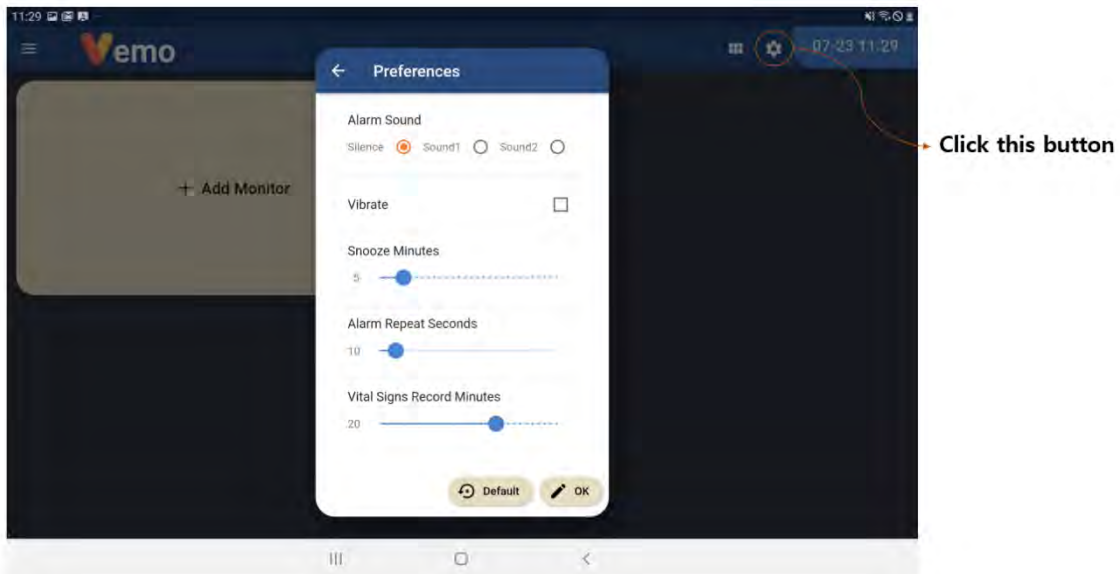 11:29
Vemo
07-23 11:29
Preferences
Click this button
Alarm Sound
Silence Sound1 Sound2
+ Add Monitor
Vibrate
Snooze Minutes
5
Alarm Repeat Seconds
10
Vital Signs Record Minutes
20
Default OK